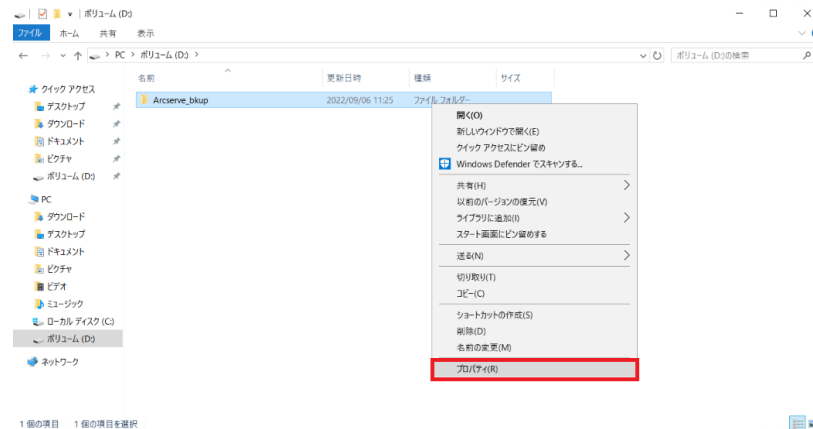 ボリューム (D:)
ファイル ホーム 共有 表示
PC > ボリューム (D:) >
ボリューム (D:)の検索
名前 更新日時 種類 サイズ
Arcserve_bkup 2022/09/06 11:25 ファイル フォルダー
クイック アクセス
デスクトップ
ダウンロード
ドキュメント
ピクチャ
ボリューム (D:)
PC
ダウンロード
デスクトップ
ドキュメント
ピクチャ
ビデオ
ミュージック
ローカル ディスク (C:)
ボリューム (D:)
ネットワーク
開く(O)
新しいウィンドウで開く(E)
クイック アクセスにピン留め
Windows Defender でスキャンする...
共有(H)
以前のバージョンの復元(V)
ライブラリに追加(I)
スタート画面にピン留めする
送る(N)
切り取り(T)
コピー(C)
ショートカットの作成(S)
削除(D)
名前の変更(M)
プロパティ(R)
1 個の項目 1 個の項目を選択